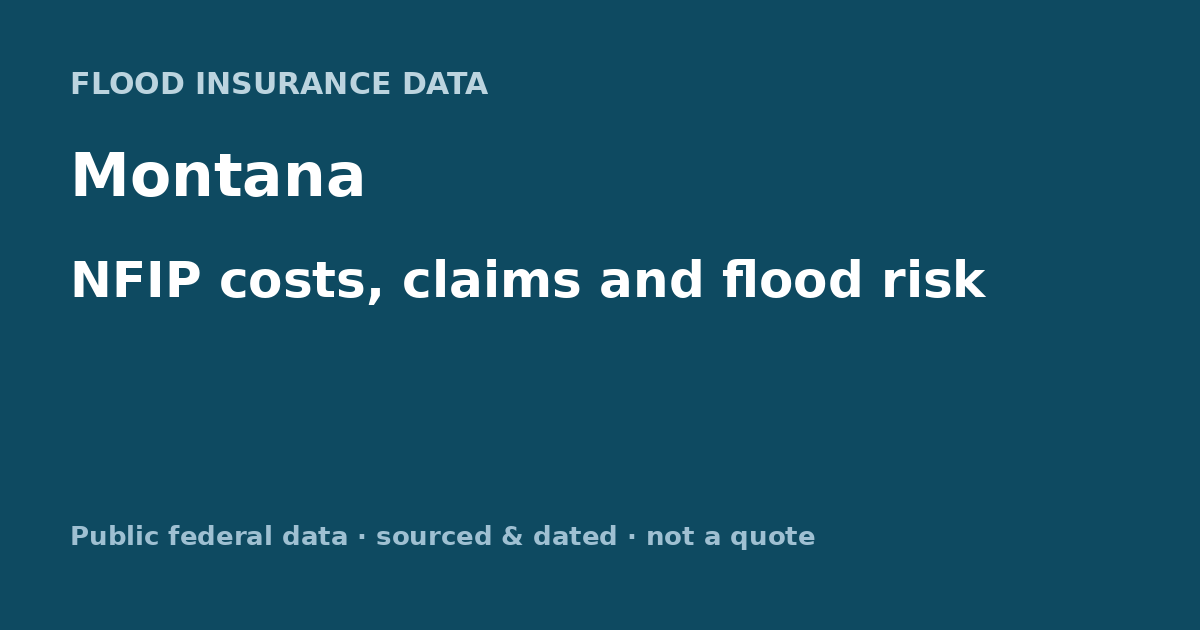 FLOOD INSURANCE DATA
Montana
NFIP costs, claims and flood risk
Public federal data · sourced & dated · not a quote